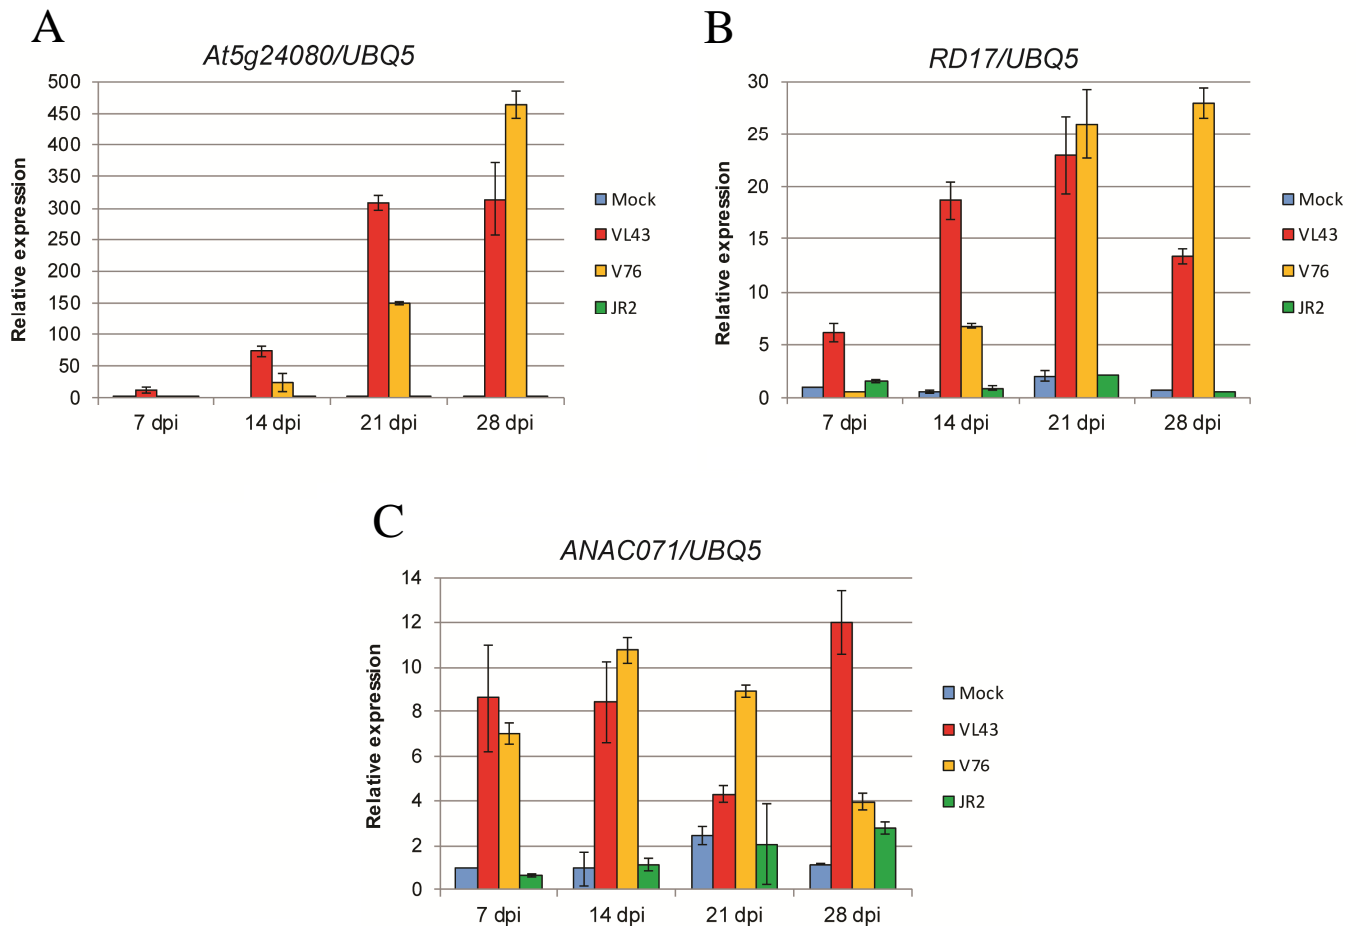 A
At5g24080/UBQ5
Relative expression
500
450
400
350
300
250
200
150
100
50
0
7 dpi 14 dpi 21 dpi 28 dpi
Mock
VL43
V76
JR2
B
RD17/UBQ5
Relative expression
30
25
20
15
10
5
0
7 dpi 14 dpi 21 dpi 28 dpi
Mock
VL43
V76
JR2
C
ANAC071/UBQ5
Relative expression
14
12
10
8
6
4
2
0
7 dpi 14 dpi 21 dpi 28 dpi
Mock
VL43
V76
JR2